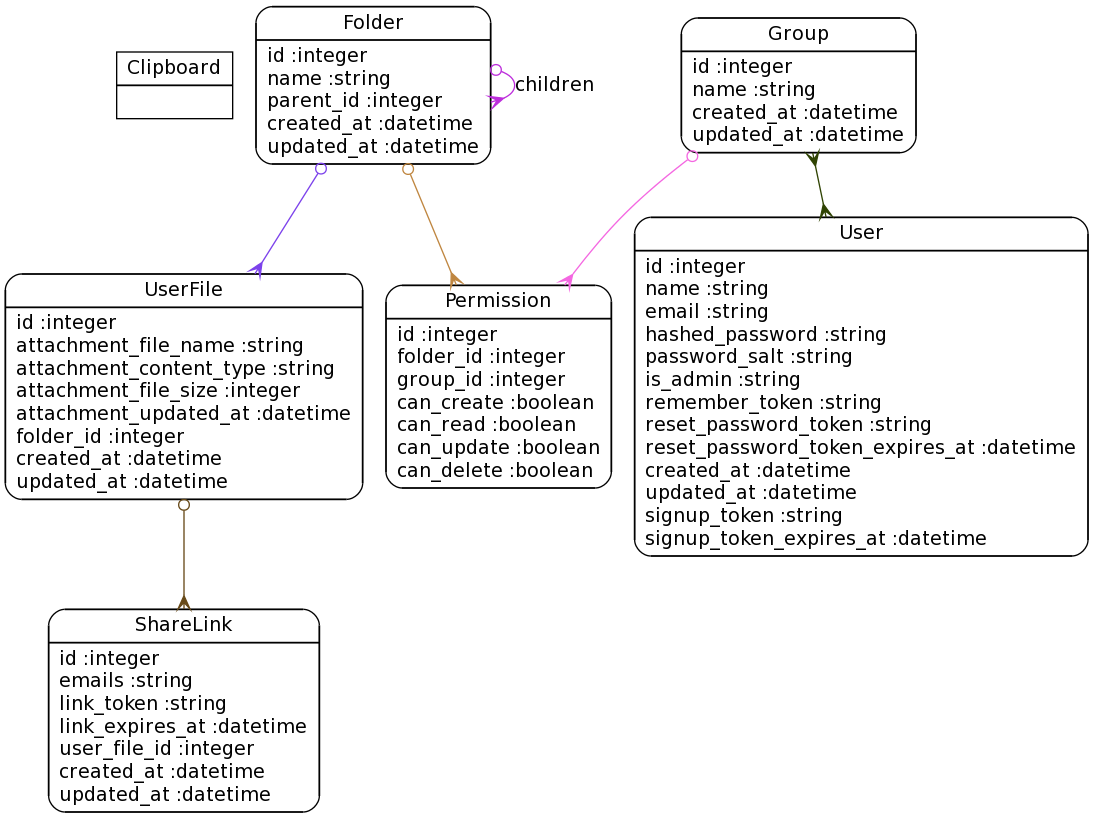 Clipboard
Folder
id :integer
name :string
parent_id :integer
created_at :datetime
updated_at :datetime
children
Group
id :integer
name :string
created_at :datetime
updated_at :datetime
UserFile
id :integer
attachment_file_name :string
attachment_content_type :string
attachment_file_size :integer
attachment_updated_at :datetime
folder_id :integer
created_at :datetime
updated_at :datetime
Permission
id :integer
folder_id :integer
group_id :integer
can_create :boolean
can_read :boolean
can_update :boolean
can_delete :boolean
User
id :integer
name :string
email :string
hashed_password :string
password_salt :string
is_admin :string
remember_token :string
reset_password_token :string
reset_password_token_expires_at :datetime
created_at :datetime
updated_at :datetime
signup_token :string
signup_token_expires_at :datetime
ShareLink
id :integer
emails :string
link_token :string
link_expires_at :datetime
user_file_id :integer
created_at :datetime
updated_at :datetime